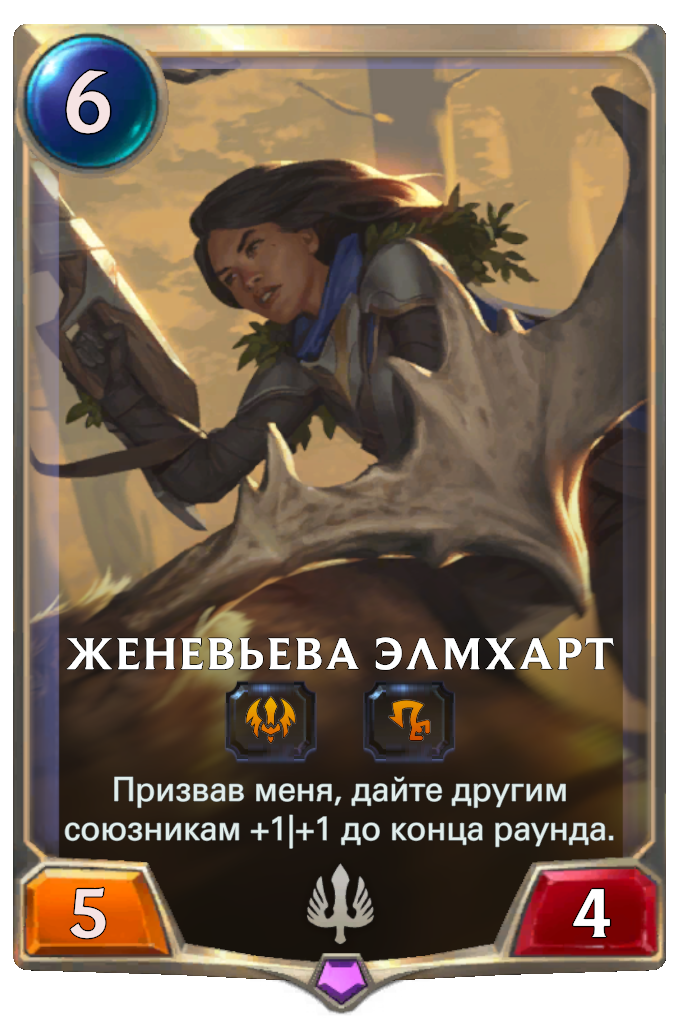 6
ЖЕНЕВЬЕВА ЭЛМХАРТ
Призвав меня, дайте другим
союзникам +1|+1 до конца раунда.
5
4